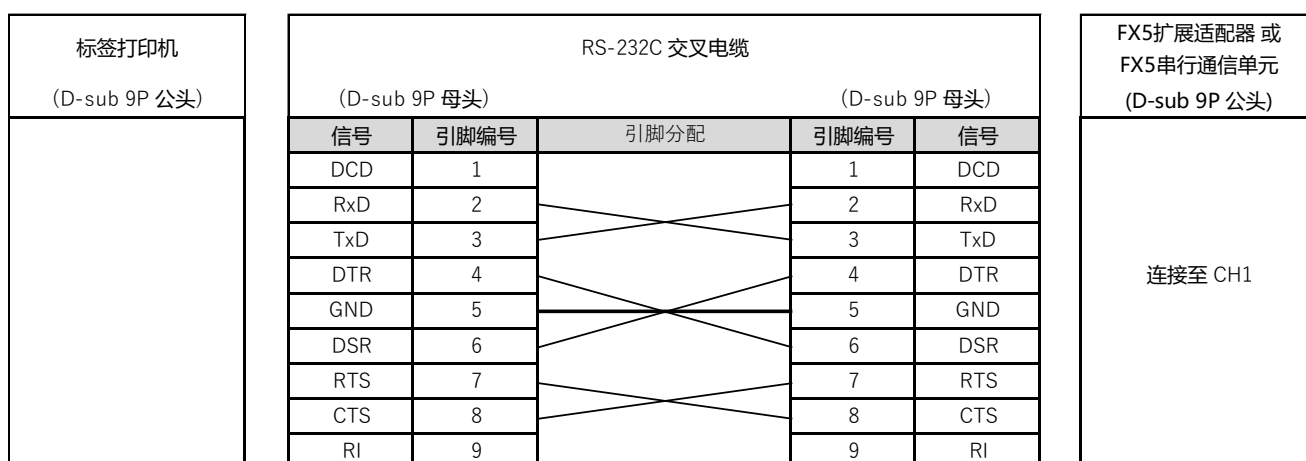 标签打印机
（D-sub 9P 公头）
RS-232C 交叉电缆
（D-sub 9P 母头） （D-sub 9P 母头）
FX5扩展适配器 或
FX5串行通信单元
(D-sub 9P 公头)
信号 引脚编号 引脚分配 引脚编号 信号
DCD 1 1 DCD
RxD 2 2 RxD
TxD 3 3 TxD
DTR 4 4 DTR
GND 5 5 GND
DSR 6 6 DSR
RTS 7 7 RTS
CTS 8 8 CTS
RI 9 9 RI
连接至 CH1